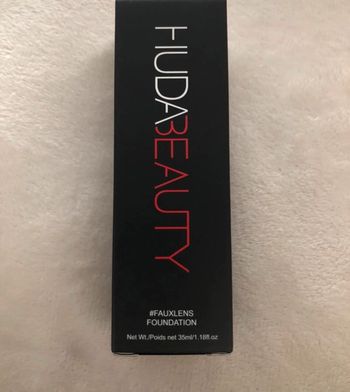 HUDABEAUTY
#FAUXLENS
FOUNDATION
Net Wt./Poids net 35ml/1.18fl.oz